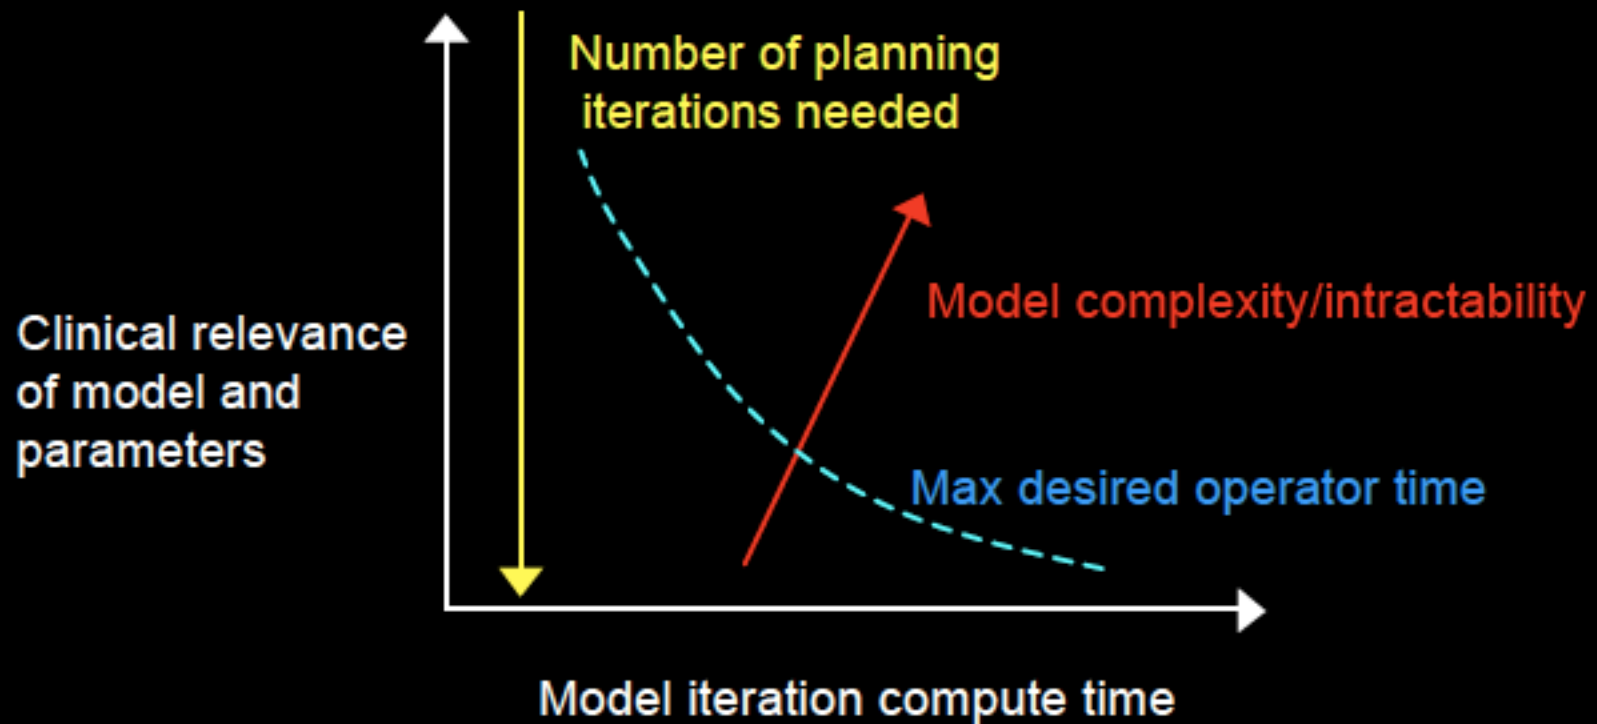 Number of planning
iterations needed
Model complexity/intractability
Clinical relevance
of model and
parameters
Max desired operator time
Model iteration compute time